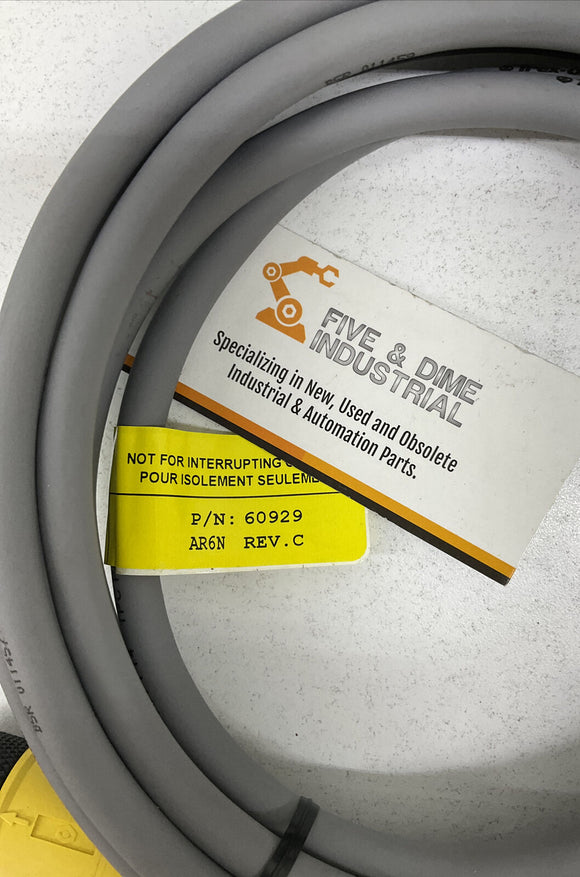 FIVE & DIME
INDUSTRIAL
Specializing in New, Used and Obsolete
Industrial & Automation Parts.
NOT FOR INTERRUPTING
POUR ISOLEMENT
P/N: 60929
AR6N REV.C